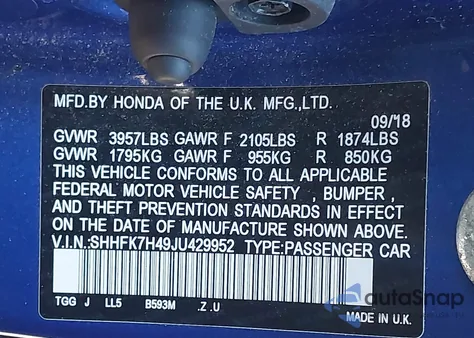 MFD.BY HONDA OF THE U.K. MFG.,LTD.
09/18
GVWR 3957LBS GAWR F 2105LBS R 1874LBS
GVWR 1795KG GAWR F 955KG R 850KG
THIS VEHICLE CONFORMS TO ALL APPLICABLE
FEDERAL MOTOR VEHICLE SAFETY , BUMPER ,
AND THEFT PREVENTION STANDARDS IN EFFECT
ON THE DATE OF MANUFACTURE SHOWN ABOVE.
V.I.N.:SHHFK7H49JU429952 TYPE:PASSENGER CAR
TGG J LL5 B593M .Z .U
autoSnap
MADE IN U.K.